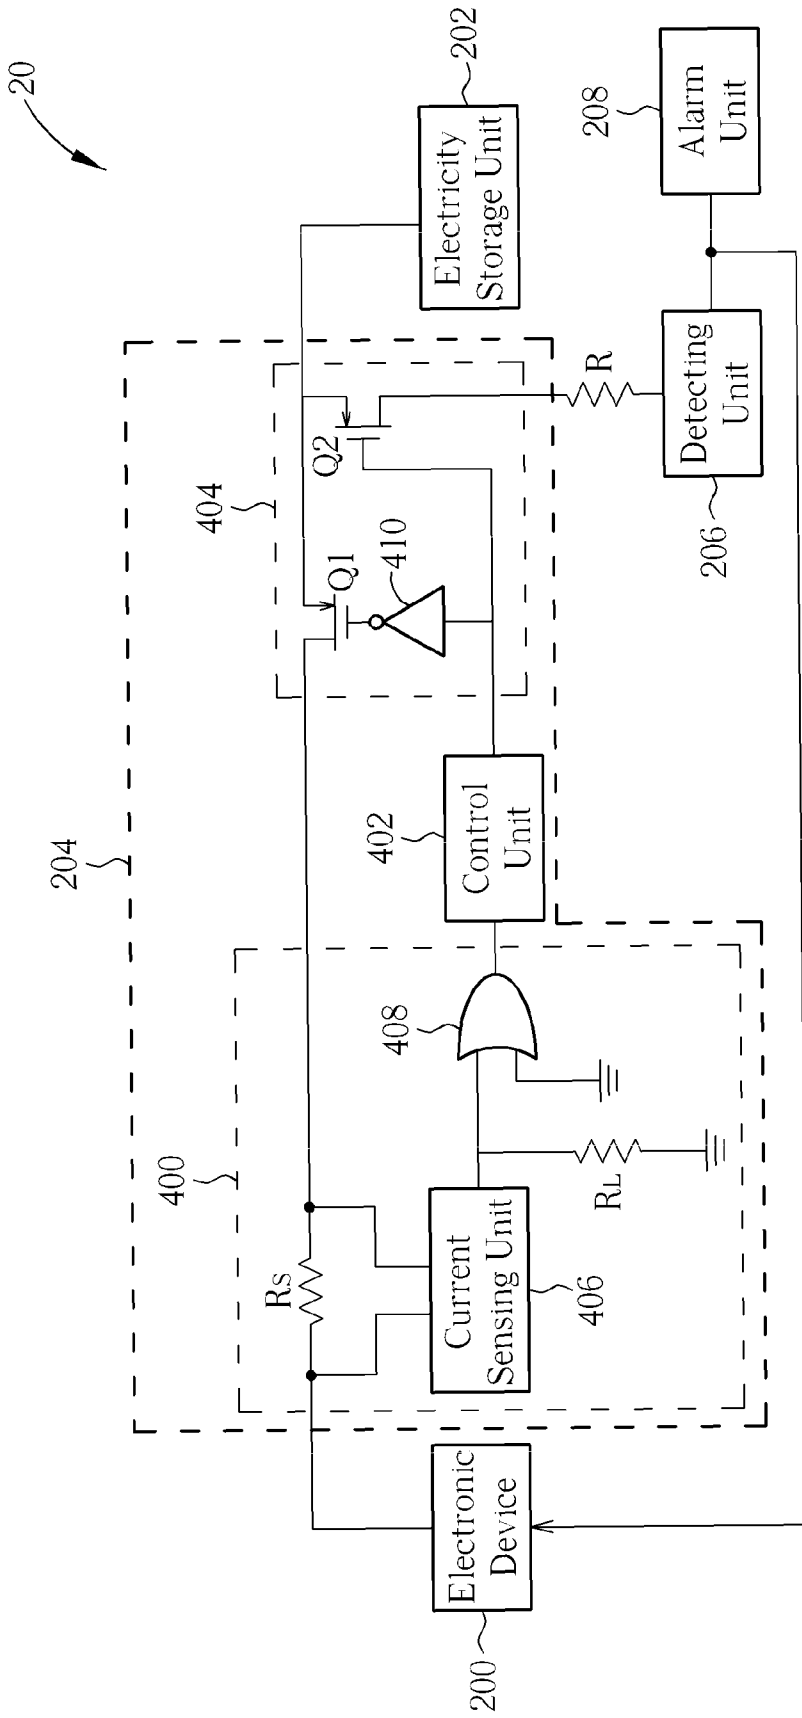 20
204
400
404
Rs
Q1
Q2
410
Electricity
Storage Unit
202
Current
Sensing Unit
406
408
402
Control
Unit
RL
R
Electronic
Device
200
Detecting
Unit
206
208
Alarm
Unit